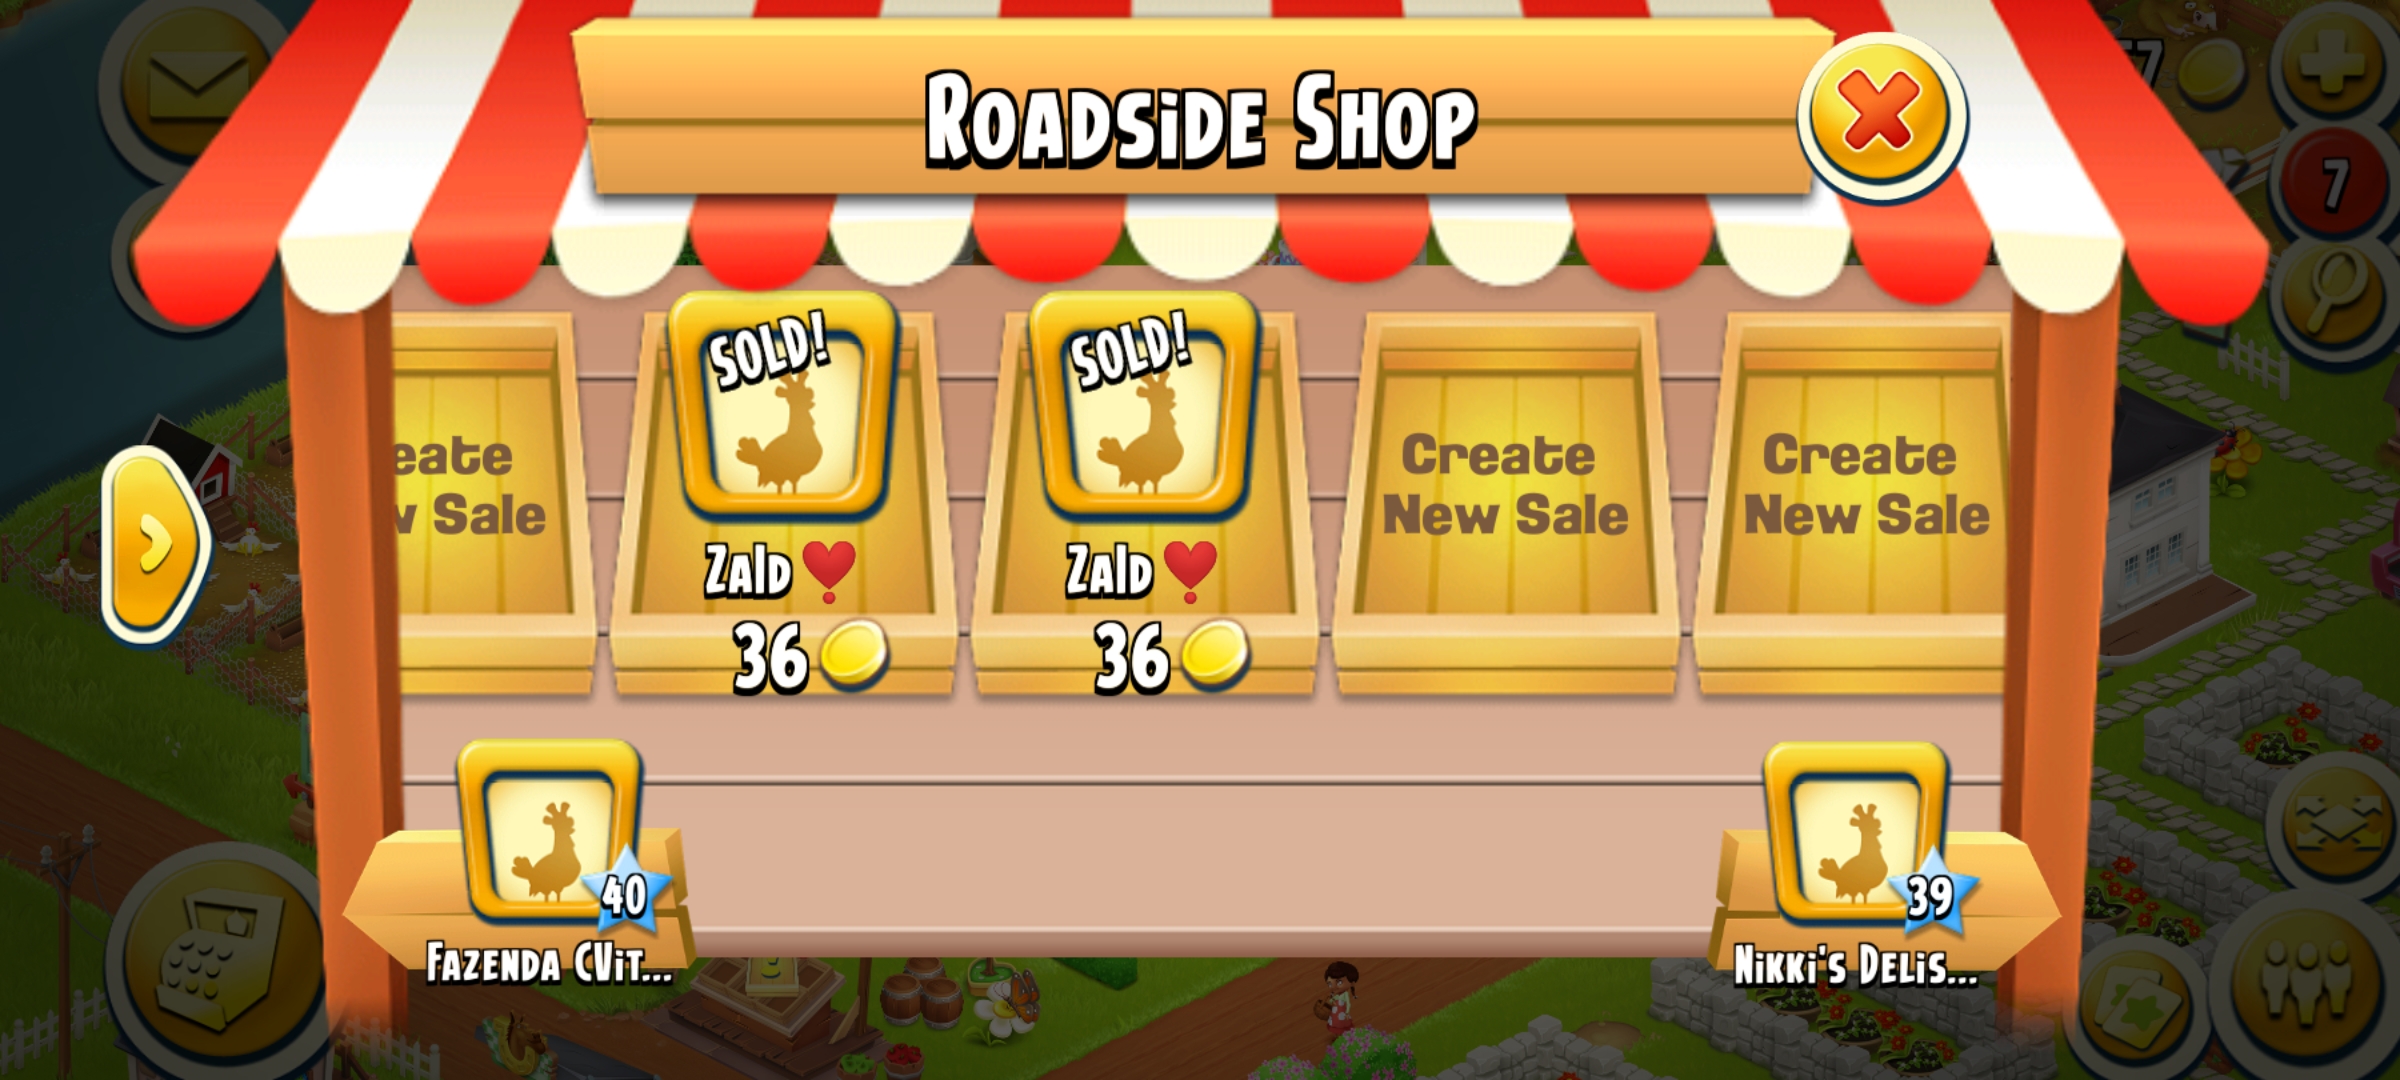 Roadside Shop
7
7
SOLD!
SOLD!
eate
Sale
Create
New Sale
Create
New Sale
Zald❣️
Zald❣️
36
36
40
39
Fazenda CVit...
Nikki's Delis...